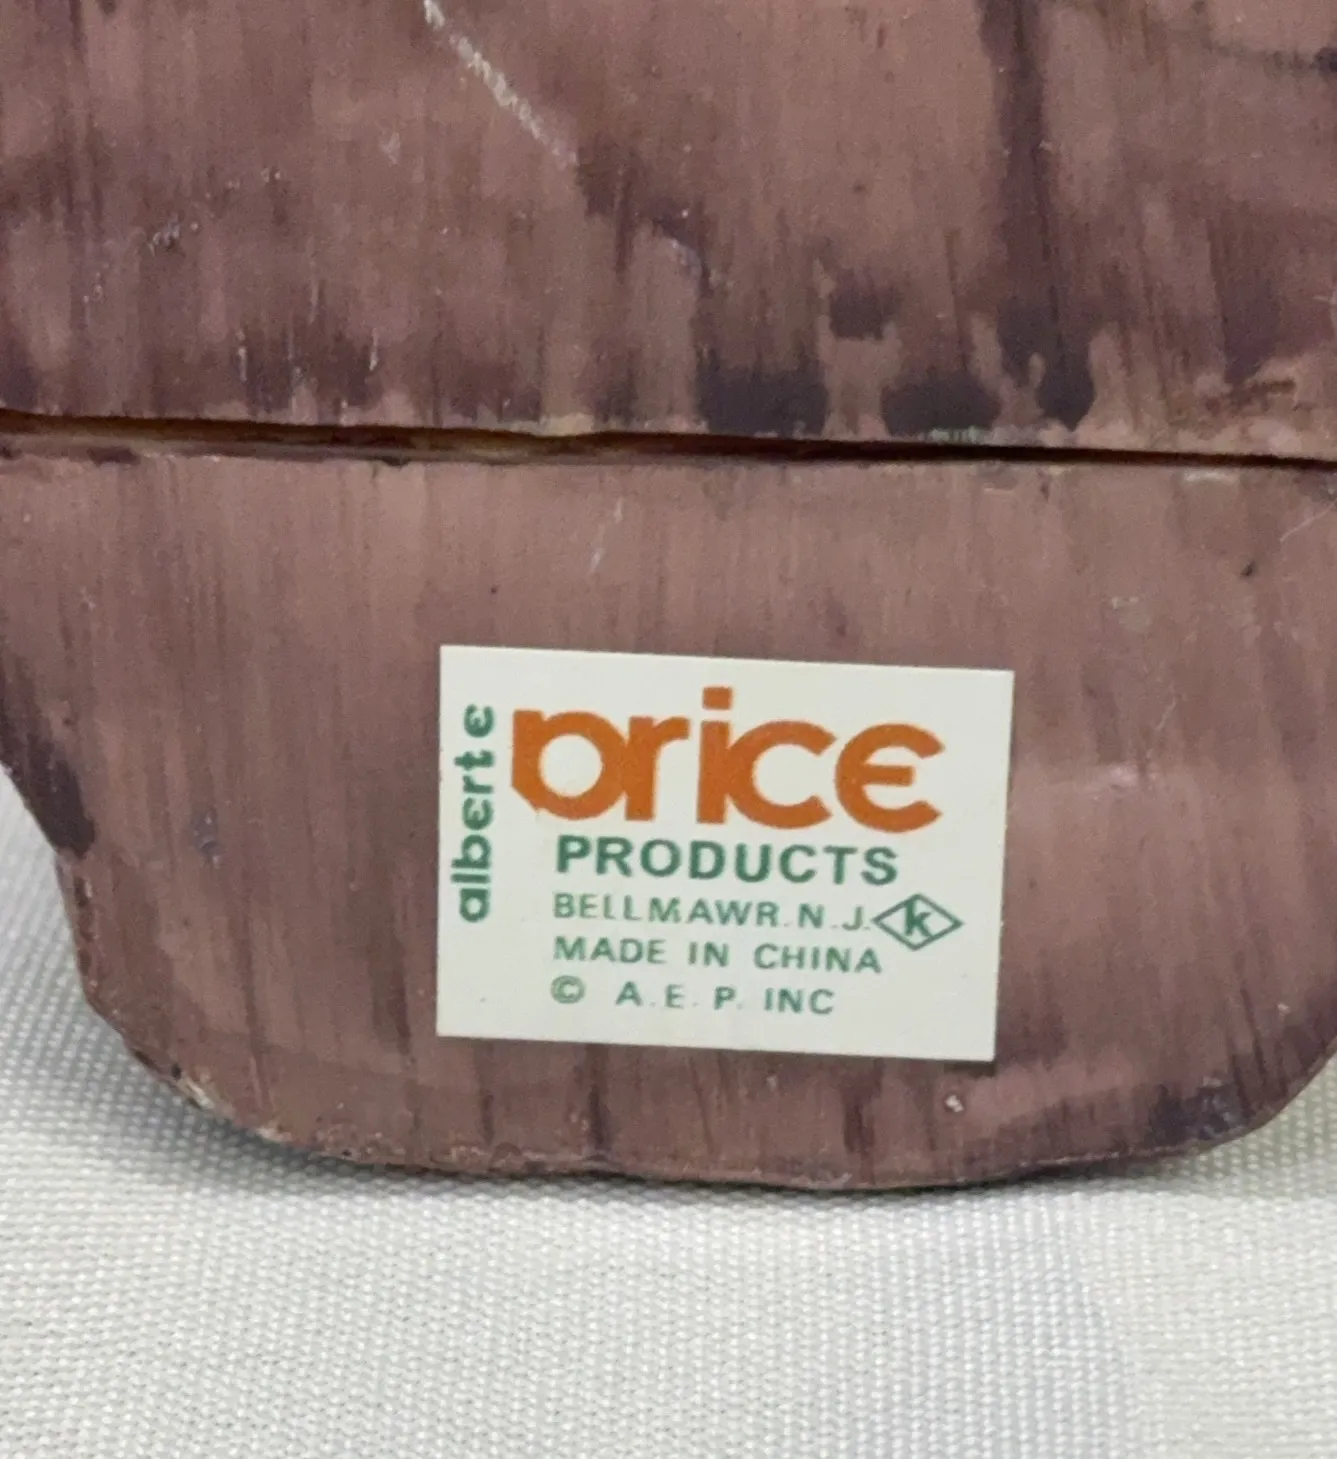 albert e
price
PRODUCTS
BELLMAWR. N. J. k
MADE IN CHINA
© A. E. P. INC